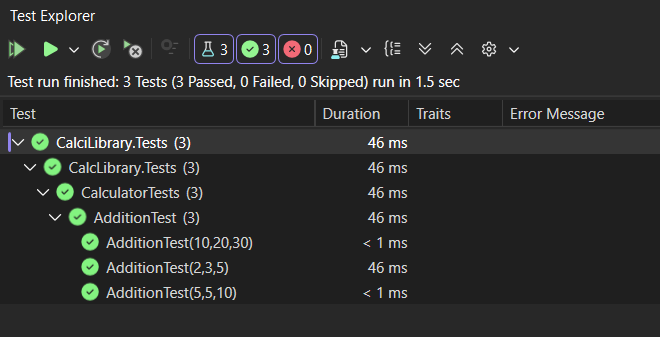 Test Explorer
3 3 0
Test run finished: 3 Tests (3 Passed, 0 Failed, 0 Skipped) run in 1.5 sec
Test Duration Traits Error Message
CalciLibrary.Tests (3) 46 ms
CalcLibrary.Tests (3) 46 ms
CalculatorTests (3) 46 ms
AdditionTest (3) 46 ms
AdditionTest(10,20,30) < 1 ms
AdditionTest(2,3,5) 46 ms
AdditionTest(5,5,10) < 1 ms